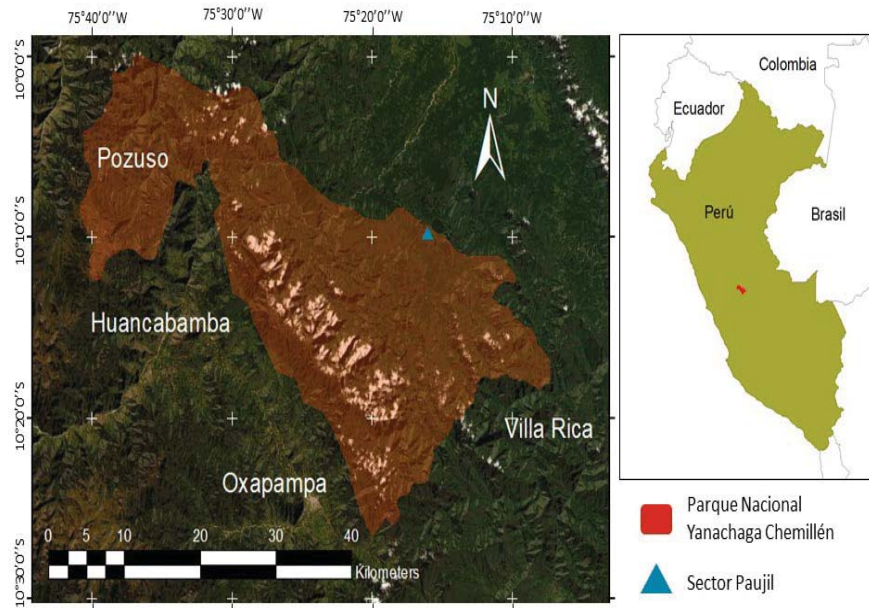 75°40'0''S
75°30'0''S
75°20'0''S
75°10'0''S
10°0'0''S
10°10'0''S
10°20'0''S
10°30'0''S
N
Pozuso
Huancabamba
Oxapampa
Villa Rica
0 5 10 20 30 40
Kilometers
Colombia
Ecuador
Perú
Brasil
Parque Nacional
Yanachaga Chemillén
Sector Paujil